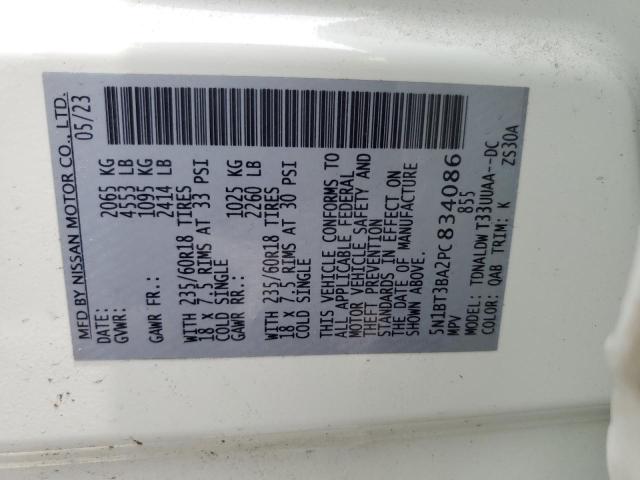 MFD BY NISSAN MOTOR CO., LTD.
DATE: 05/23
GVWR: 2065 KG
4553 LB
GAWR FR.: 1095 KG
2414 LB
WITH 235/60R18 TIRES
18 X 7.5 RIMS AT 33 PSI
COLD SINGLE
GAWR RR.: 1025 KG
2260 LB
WITH 235/60R18 TIRES
18 X 7.5 RIMS AT 30 PSI
COLD SINGLE
THIS VEHICLE CONFORMS TO
ALL APPLICABLE FEDERAL
MOTOR VEHICLE SAFETY AND
THEFT PREVENTION
STANDARDS IN EFFECT ON
THE DATE OF MANUFACTURE
SHOWN ABOVE.
5N1BT3BA2PC834086
MPV 855
MODEL: TDNALDW T33UUAA--DC
COLOR: QAB TRIM: K ZS30A